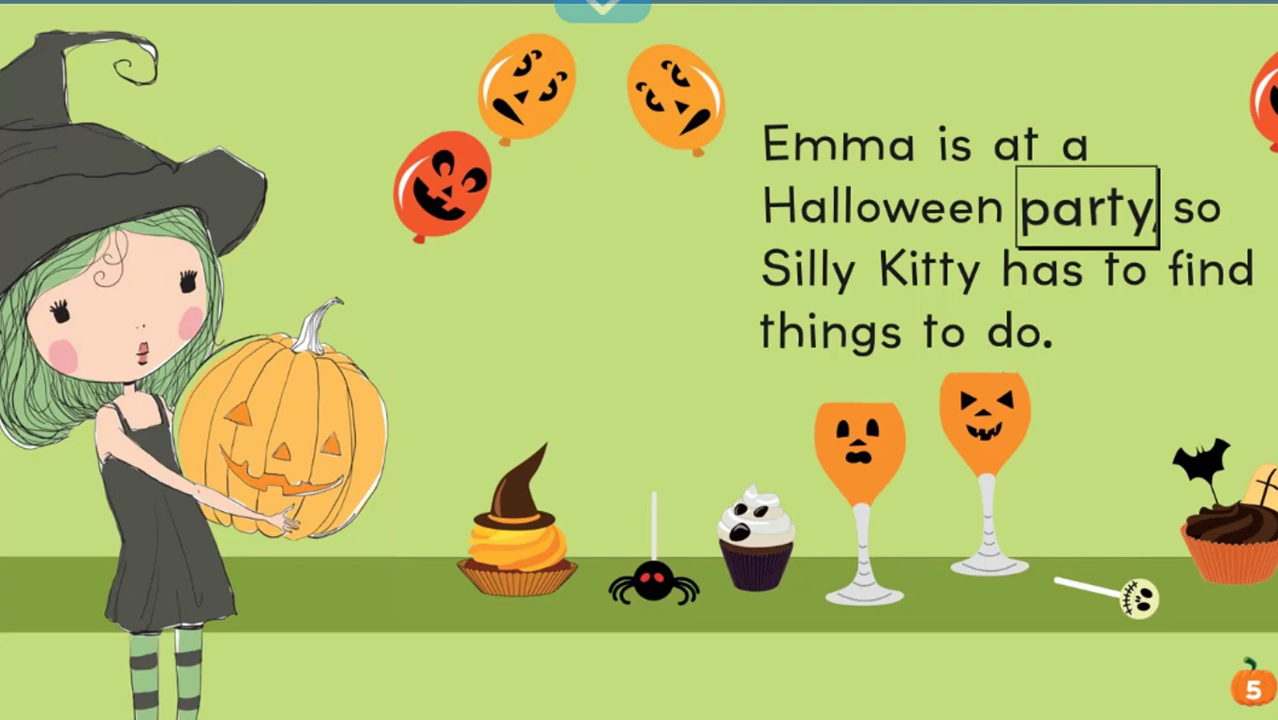 Emma is at a
Halloween party, so
Silly Kitty has to find
things to do.
5